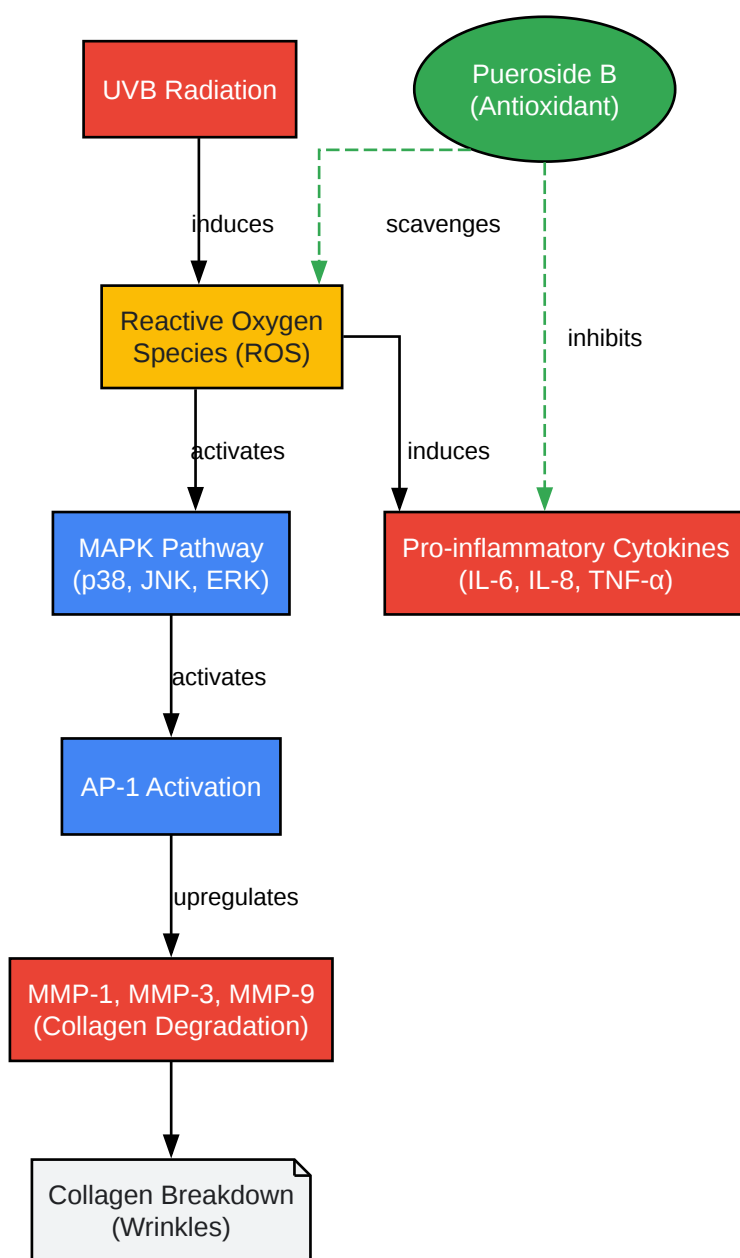 UVB Radiation
Pueroside B
(Antioxidant)
induces
scavenges
Reactive Oxygen
Species (ROS)
inhibits
activates
induces
MAPK Pathway
(p38, JNK, ERK)
Pro-inflammatory Cytokines
(IL-6, IL-8, TNF-α)
activates
AP-1 Activation
upregulates
MMP-1, MMP-3, MMP-9
(Collagen Degradation)
Collagen Breakdown
(Wrinkles)